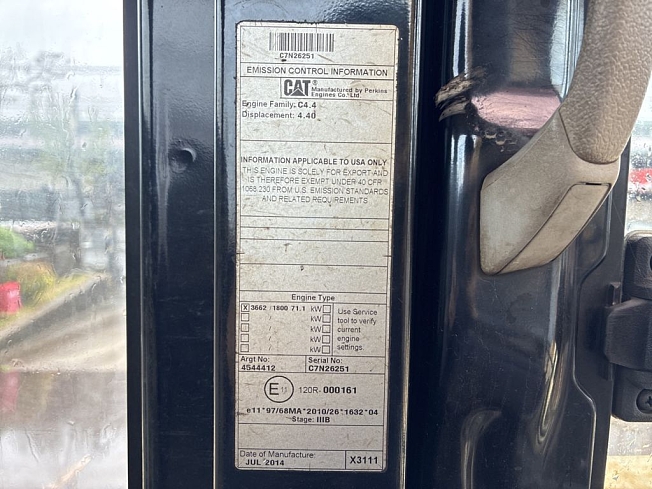 C7N26251
EMISSION CONTROL INFORMATION
CAT Manufactured by Perkins
Engines Co. Ltd.
Engine Family: C4.4
Displacement: 4.40
INFORMATION APPLICABLE TO USA ONLY
THIS ENGINE IS SOLELY FOR EXPORT AND
IS THEREFORE EXEMPT UNDER 40 CFR
1068.230 FROM U.S. EMISSION STANDARDS
AND RELATED REQUIREMENTS
Engine Type
X 3662 1800 71.1 kW
kW
kW
kW
kW
Use Service
tool to verify
current
engine
settings.
Argt No:
4544412
Serial No:
C7N26251
E 11 120R-000161
e11*97/68MA*2010/26*1632*04
Stage: IIIB
Date of Manufacture:
JUL 2014
X3111